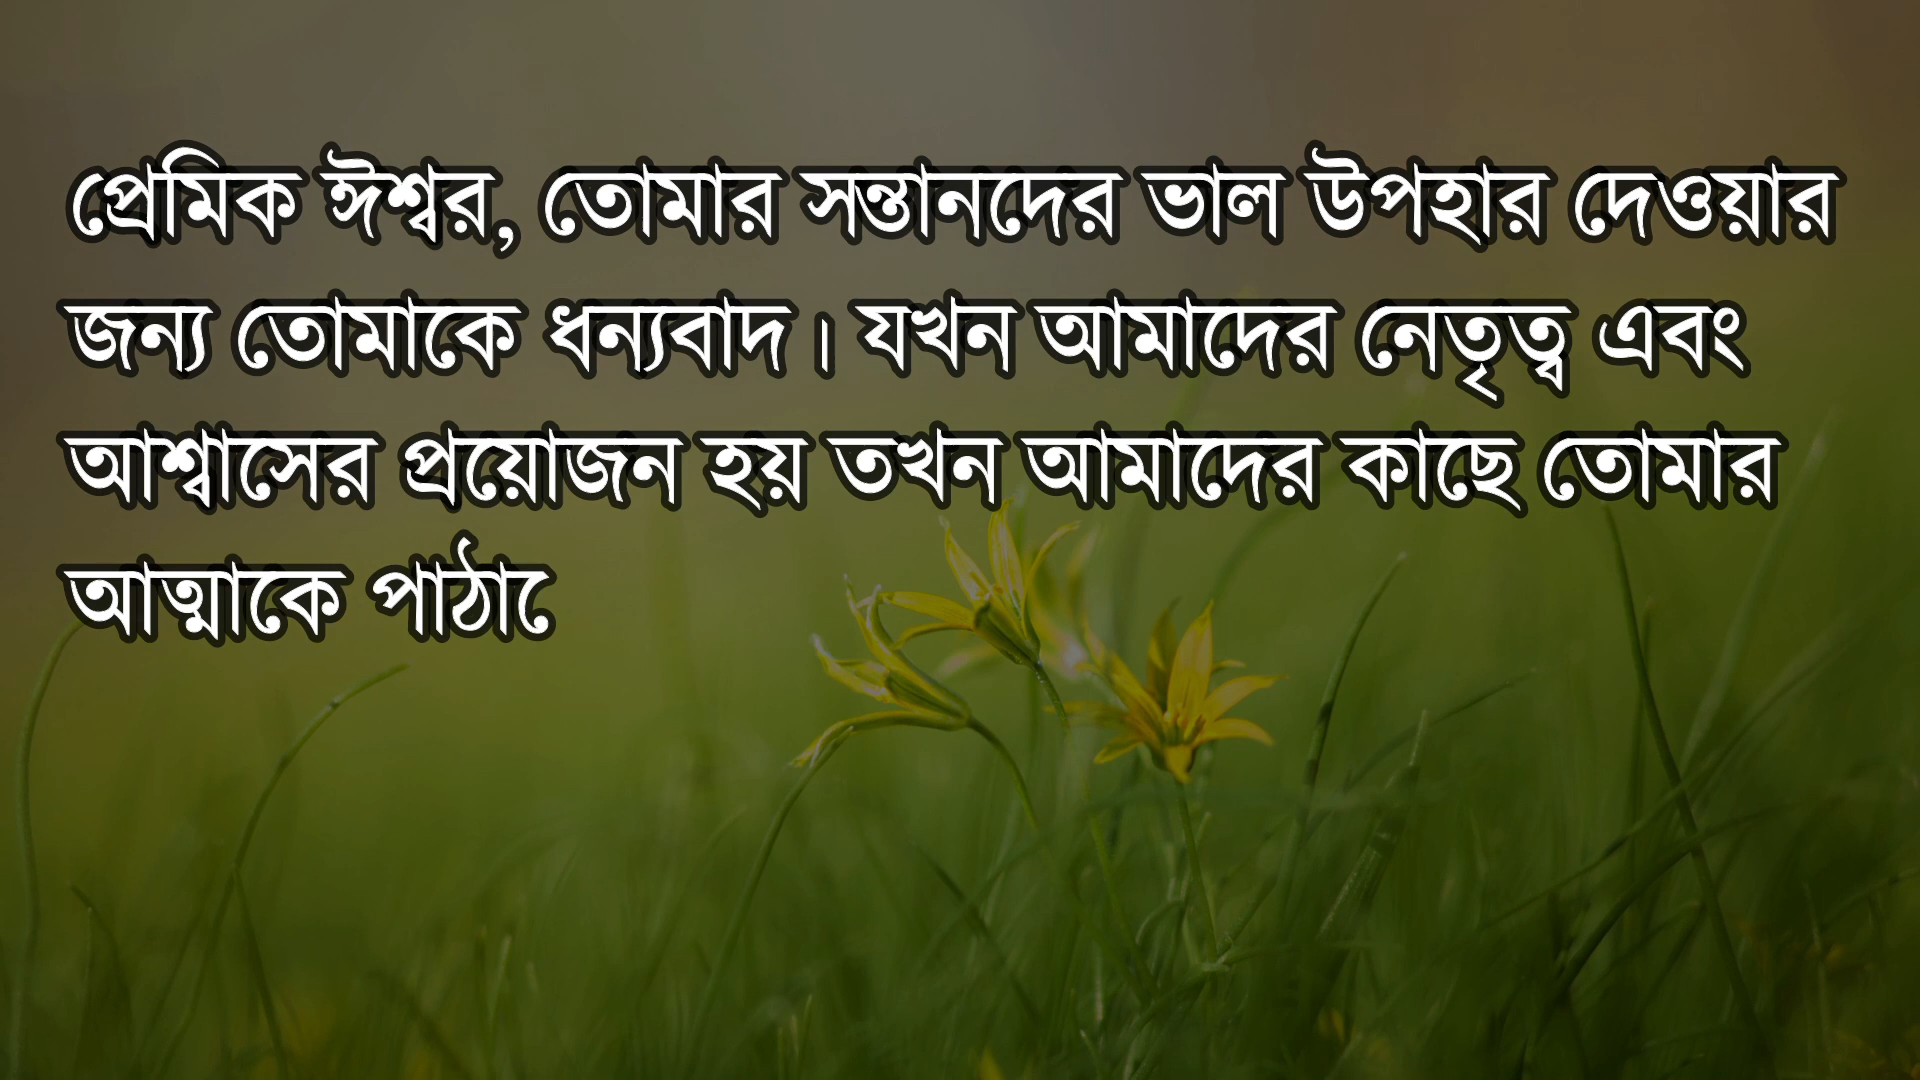 প্রেমিক ঈশ্বর, তোমার সন্তানদের ভাল উপহার দেওয়ার
জন্য তোমাকে ধন্যবাদ। যখন আমাদের নেতৃত্ব এবং
আশ্বাসের প্রয়োজন হয় তখন আমাদের কাছে তোমার
আত্মাকে পাঠাে